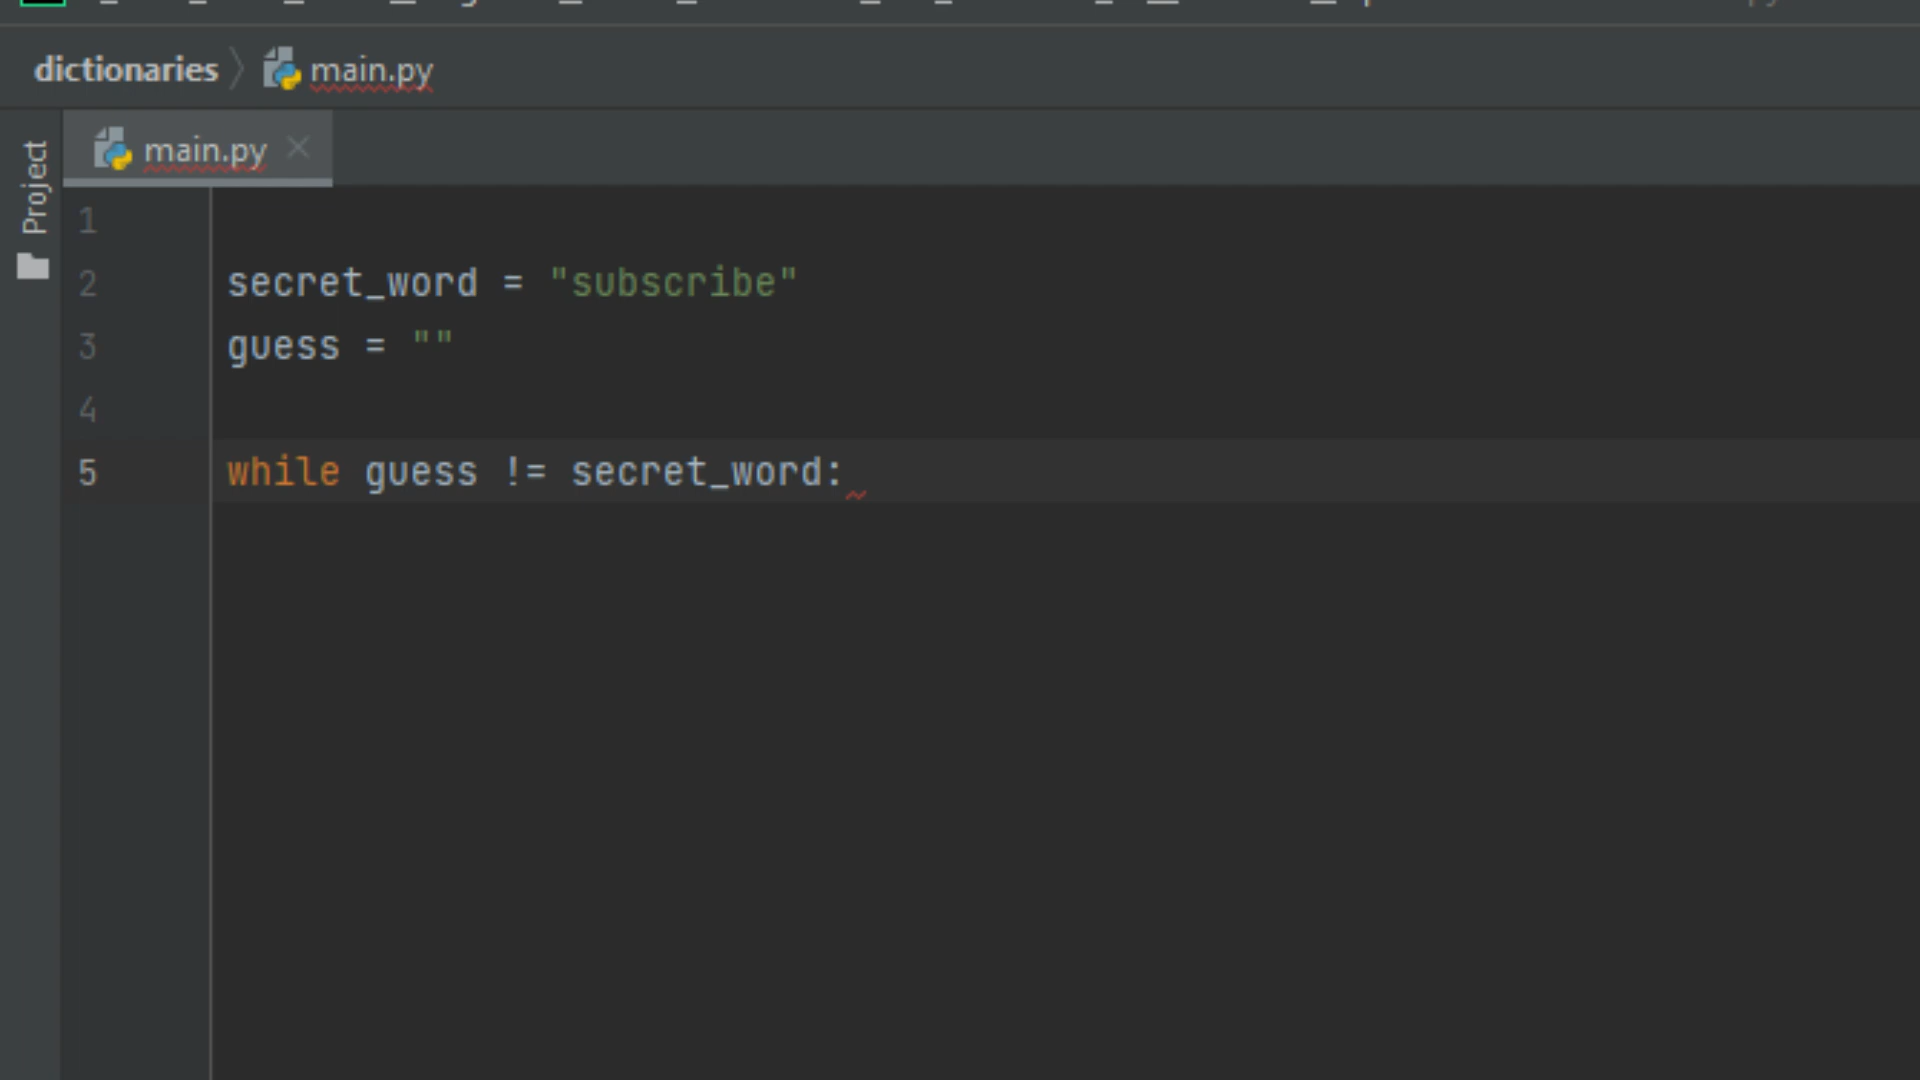 dictionaries main.py
main.py
Project
1
2 secret_word = "subscribe"
3 guess = ""
4
5 while guess != secret_word: